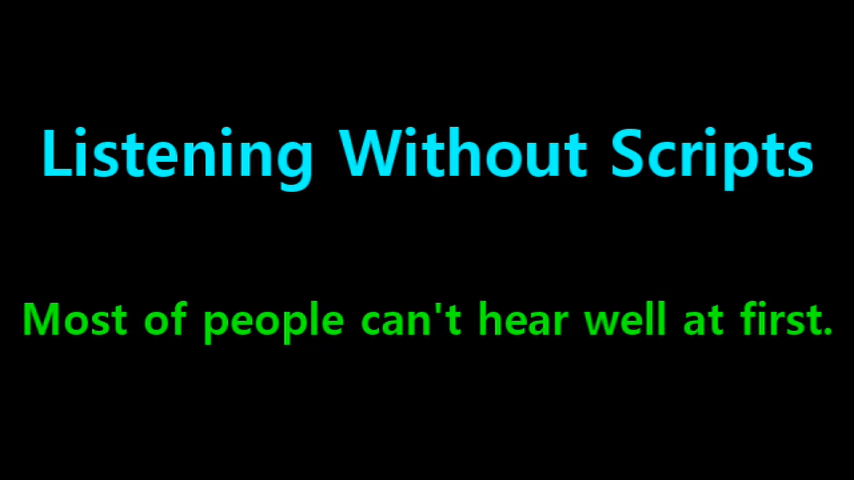 Listening Without Scripts
Most of people can't hear well at first.